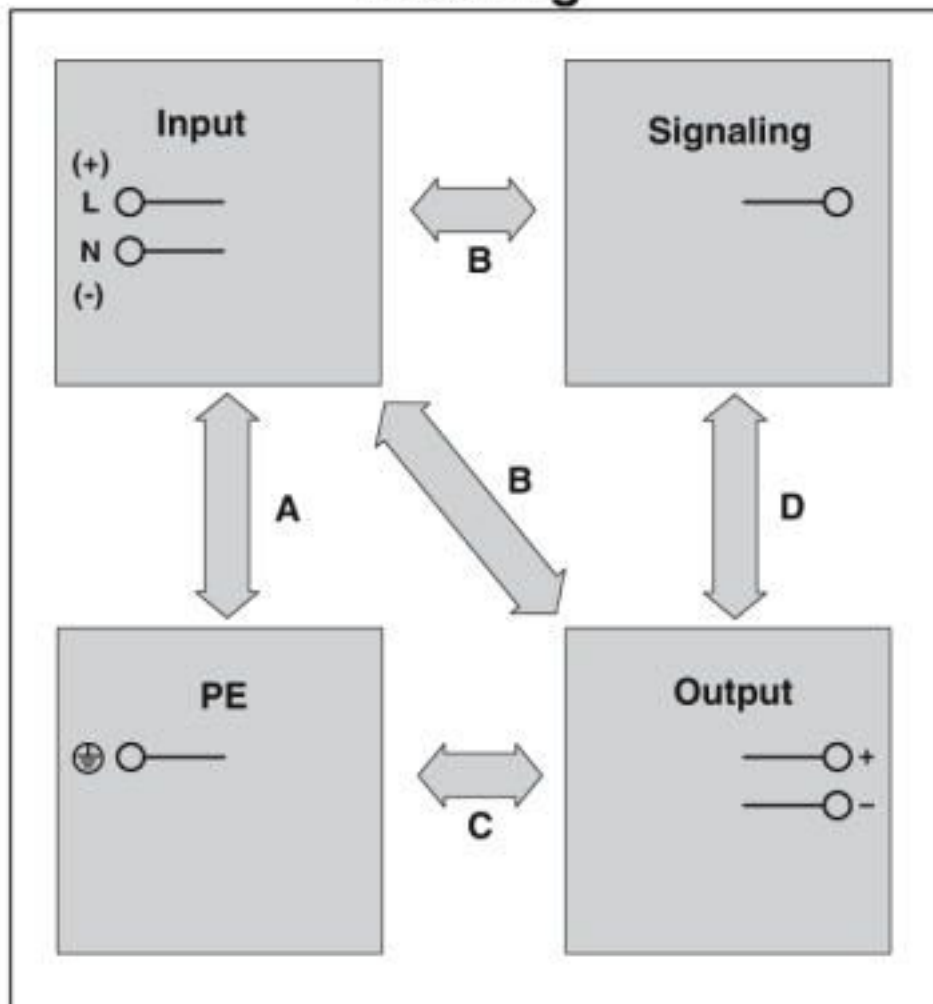 Input
(+)
L
N
(-)
Signaling
B
A
B
D
PE
Output
+
–
C